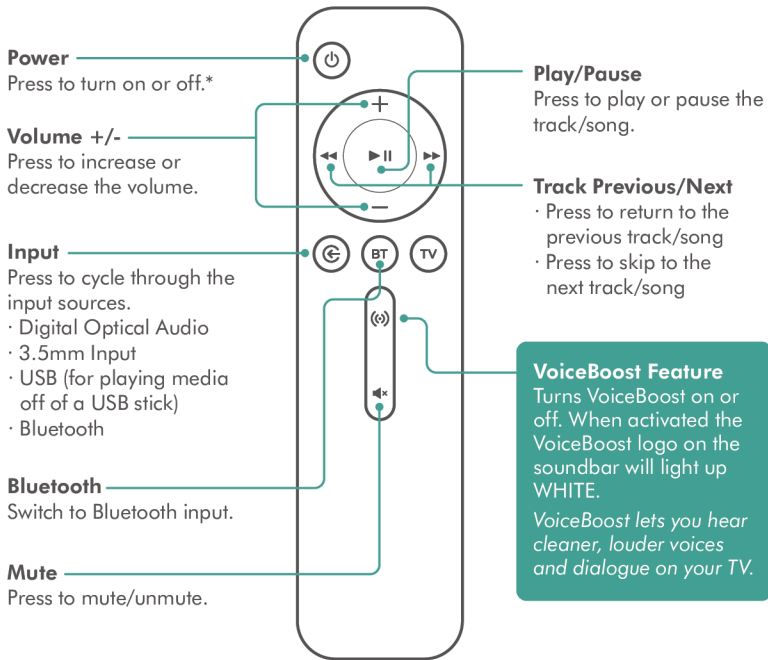 Power
Press to turn on or off.*
Volume +/-
Press to increase or
decrease the volume.
Input
Press to cycle through the
input sources.
· Digital Optical Audio
· 3.5mm Input
· USB (for playing media
off of a USB stick)
· Bluetooth
Bluetooth
Switch to Bluetooth input.
Mute
Press to mute/unmute.
BT
TV
Play/Pause
Press to play or pause the
track/song.
Track Previous/Next
· Press to return to the
previous track/song
· Press to skip to the
next track/song
VoiceBoost Feature
Turns VoiceBoost on or
off. When activated the
VoiceBoost logo on the
soundbar will light up
WHITE.
VoiceBoost lets you hear
cleaner, louder voices
and dialogue on your TV.